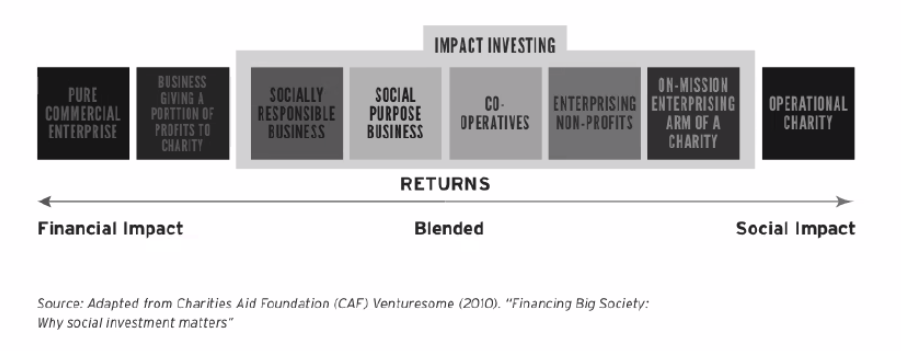 IMPACT INVESTING
PURE
COMMERCIAL
ENTERPRISE
BUSINESS
GIVING A
PORTTION OF
PROFITS TO
CHARITY
SOCIALLY
RESPONSIBLE
BUSINESS
SOCIAL
PURPOSE
BUSINESS
CO-
OPERATIVES
ENTERPRISING
NON-PROFITS
ON-MISSION
ENTERPRISING
ARM OF A
CHARITY
OPERATIONAL
CHARITY
RETURNS
Financial Impact
Blended
Social Impact
Source: Adapted from Charities Aid Foundation (CAF) Venturesome (2010). “Financing Big Society:
Why social investment matters”